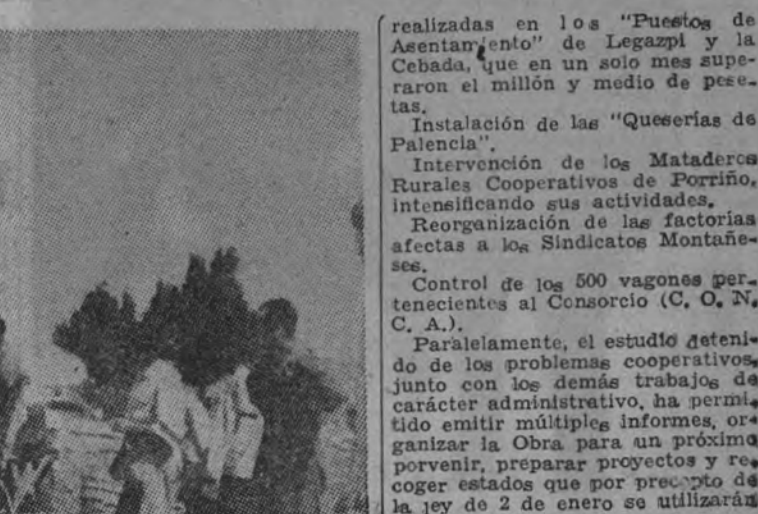 realizadas en los "Puestos de
Asentamiento" de Legazpi y la
Cebada, que en un solo mes supe-
raron el millón y medio de pese-
tas.
Instalación de las "Queserías de
Palencia".
Intervención de los Mataderos
Rurales Cooperativos de Porriño,
intensificando sus actividades.
Reorganización de las factorías
afectas a los Sindicatos Montañe-
ses.
Control de los 500 vagones per-
tenecientes al Consorcio (C. O. N.
C. A.).
Paralelamente, el estudio deteni-
do de los problemas cooperativos,
junto con los demás trabajos de
carácter administrativo, ha permi-
tido emitir múltiples informes, or-
ganizar la Obra para un próximo
porvenir, preparar proyectos y re-
coger estados que por precepto de
la ley de 2 de enero se utilizarán